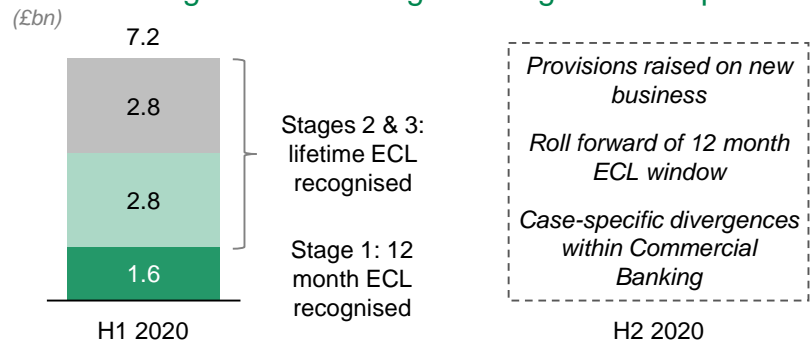 (£bn)
7.2
2.8
2.8
1.6
H1 2020
Stages 2 & 3:
lifetime ECL
recognised
Stage 1: 12
month ECL
recognised
Provisions raised on new
business
Roll forward of 12 month
ECL window
Case-specific divergences
within Commercial
Banking
H2 2020